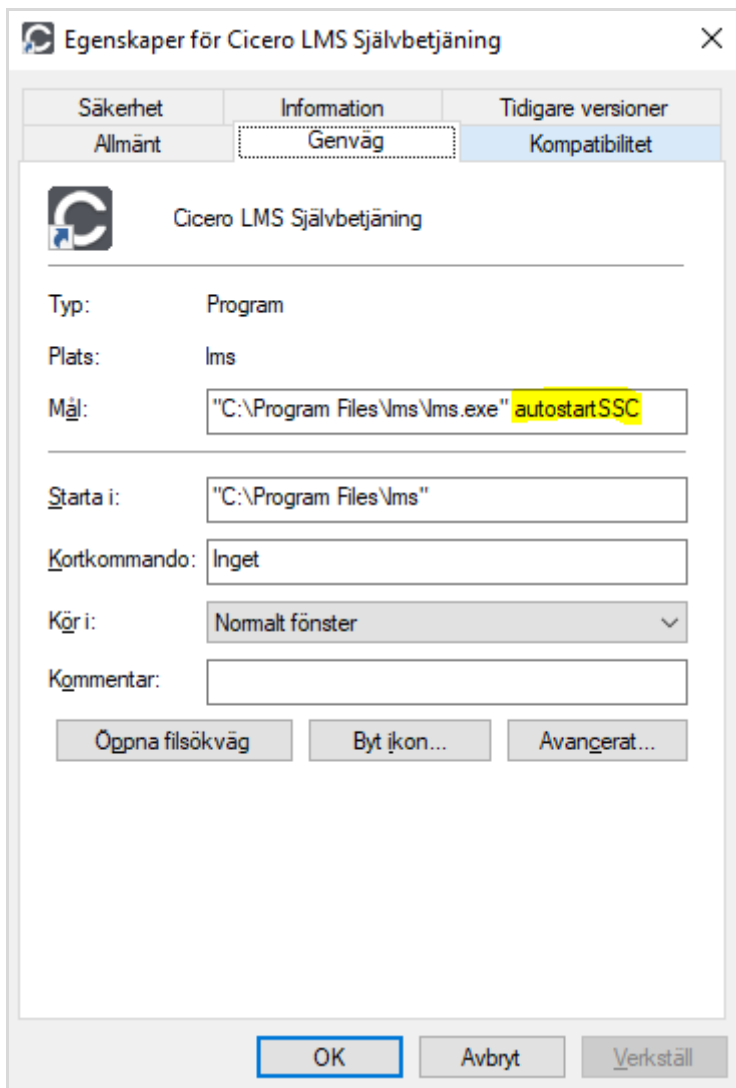 Egenskaper för Cicero LMS Självbetjäning
Säkerhet Information Tidigare versioner
Allmänt Genväg Kompatibilitet
Cicero LMS Självbetjäning
Typ: Program
Plats: lms
Mål: "C:\Program Files\lms\lms.exe" autostartSSC
Starta i: "C:\Program Files\lms"
Kortkommando: Inget
Kör i: Normalt fönster
Kommentar:
Öppna filsökväg Byt ikon... Avancerat...
OK Avbryt Verkställ